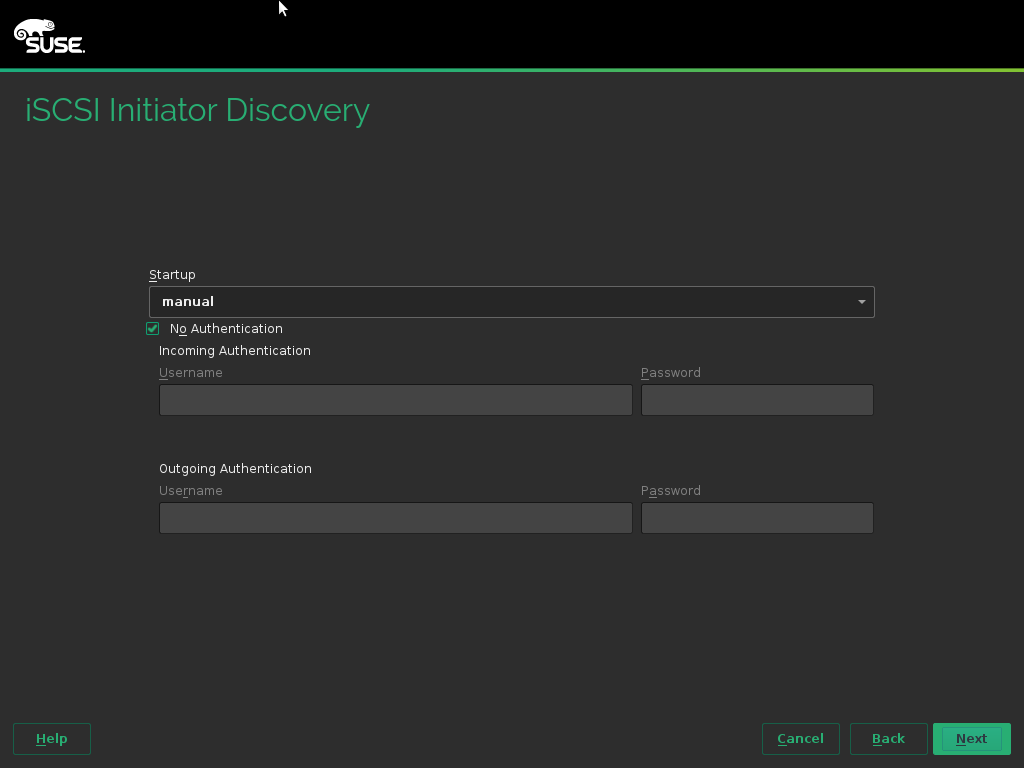 SUSE.
iSCSI Initiator Discovery
Startup
manual
No Authentication
Incoming Authentication
Username Password
Outgoing Authentication
Username Password
Help Cancel Back Next